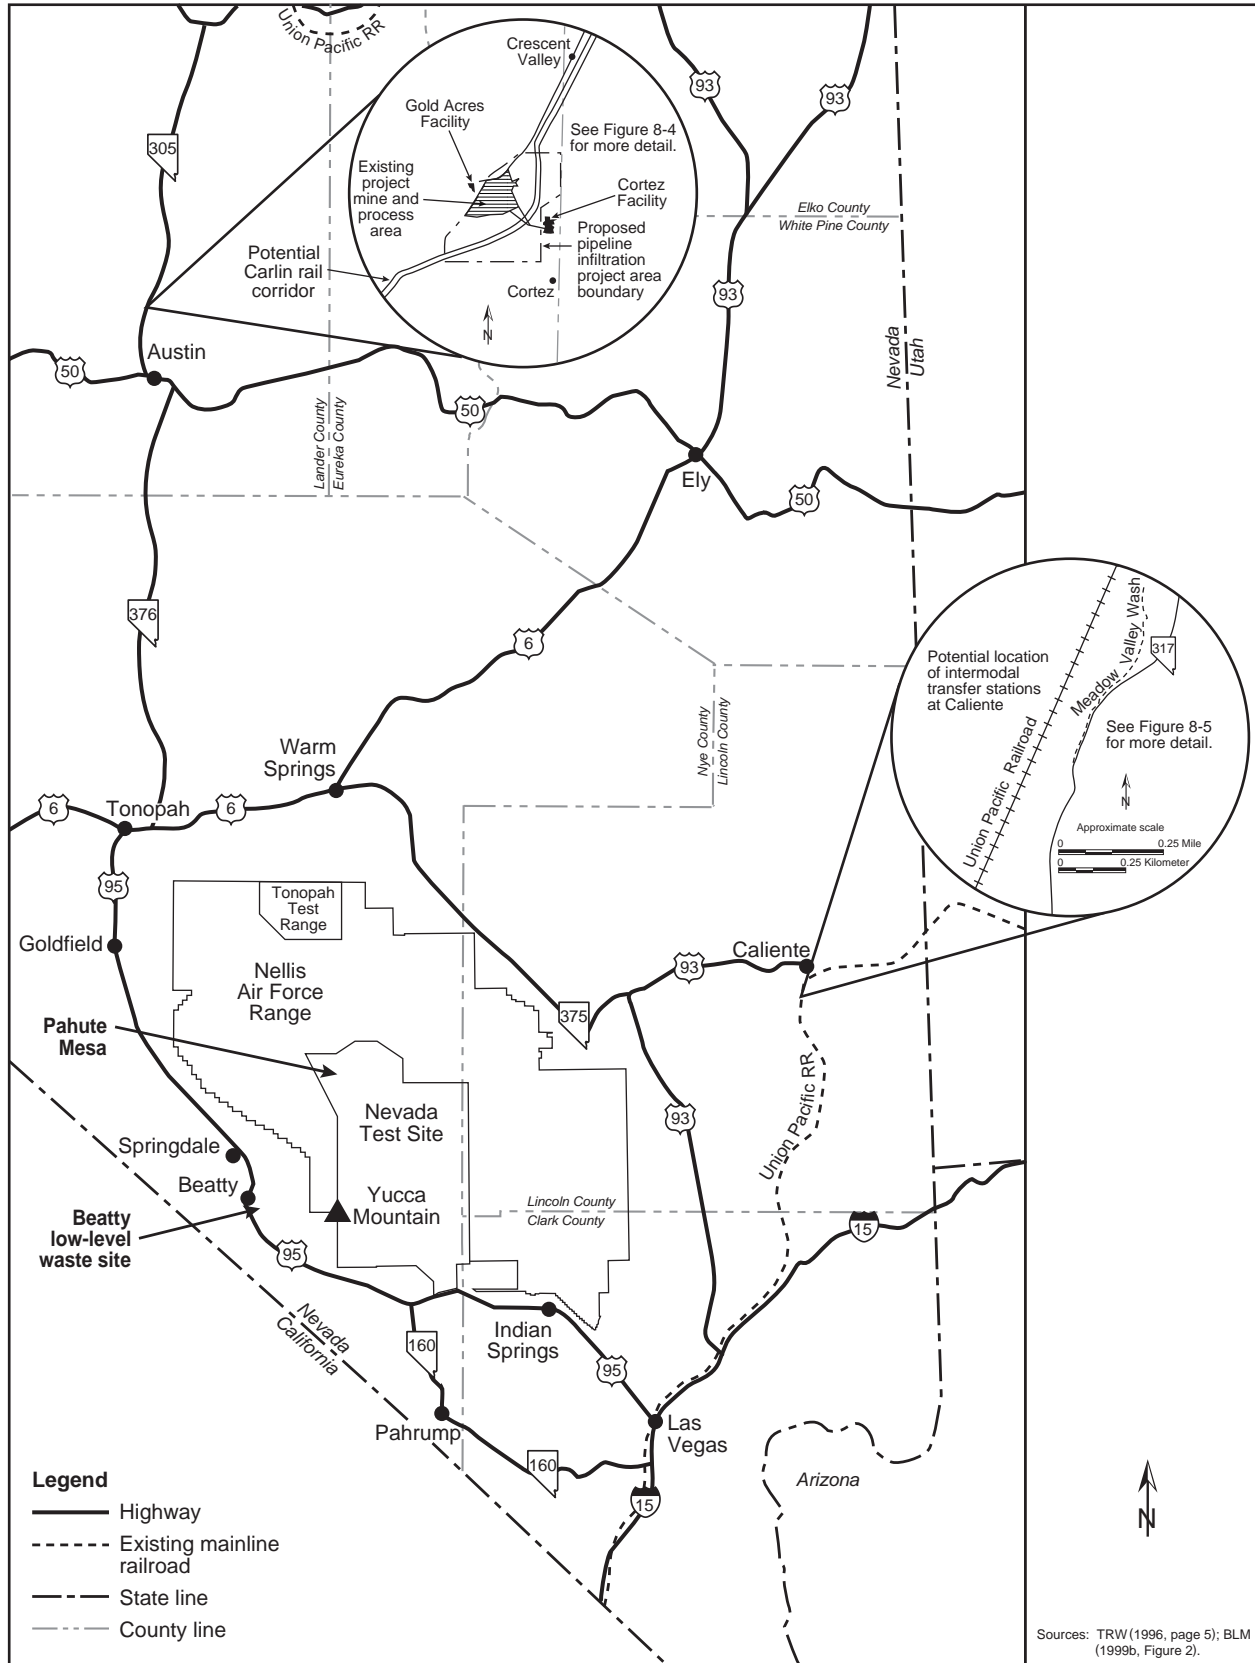 Union Pacific RR
Crescent
Valley
93
93
Gold Acres
Facility
See Figure 8-4
for more detail.
305
Existing
project
mine and
process
area
Cortez
Facility
Elko County
White Pine County
Proposed
pipeline
infiltration
project area
boundary
Potential
Carlin rail
corridor
Cortez
93
N
Nevada
Utah
Austin
50
50
Lander County
Eureka County
Ely
50
376
6
Potential location
of intermodal
transfer stations
at Caliente
Meadow Valley Wash
317
See Figure 8-5
for more detail.
Union Pacific Railroad
N
Approximate scale
0 0.25 Mile
0 0.25 Kilometer
Nye County
Lincoln County
Warm
Springs
6
Tonopah
6
95
Tonopah
Test
Range
Goldfield
Caliente
93
Nellis
Air Force
Range
375
Pahute
Mesa
Union Pacific RR
Nevada
Test Site
93
Springdale
Beatty
Yucca
Mountain
Lincoln County
Clark County
Beatty
low-level
waste site
15
95
Nevada
California
160
Indian
Springs
95
Pahrump
Las
Vegas
160
15
Arizona
N
Legend
Highway
Existing mainline
railroad
State line
County line
Sources: TRW (1996, page 5); BLM
(1999b, Figure 2).